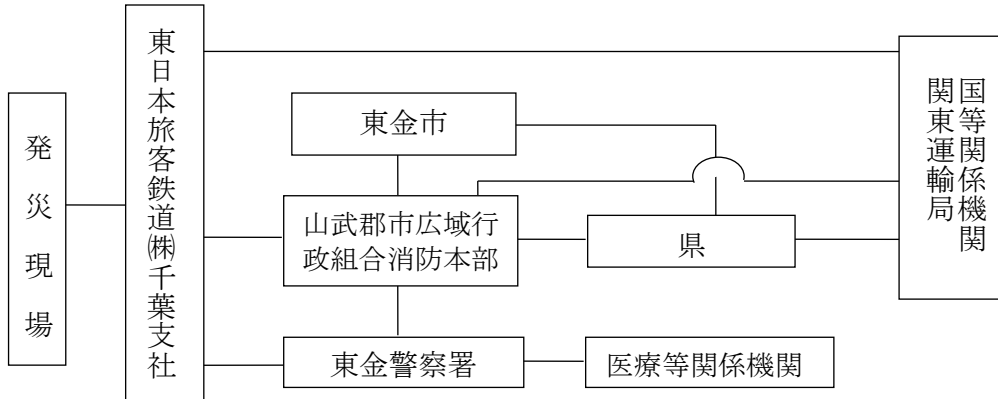 発災現場
東日本旅客鉄道㈱千葉支社
東金市
山武郡市広域行
政組合消防本部
東金警察署
県
医療等関係機関
国等関係機関
関東運輸局